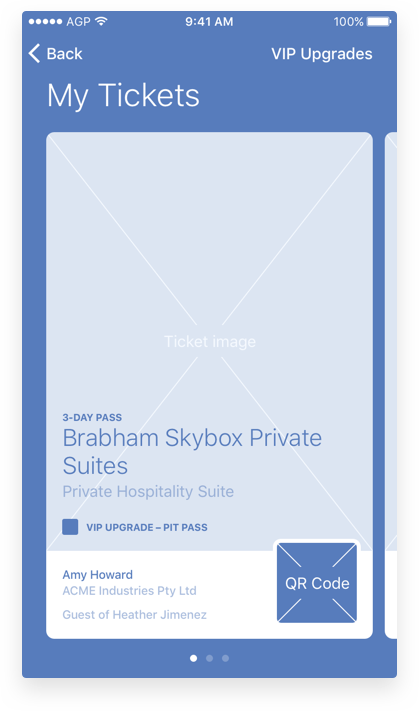 AGP 9:41 AM 100%
Back VIP Upgrades
My Tickets
Ticket image
3-DAY PASS
Brabham Skybox Private
Suites
Private Hospitality Suite
VIP UPGRADE – PIT PASS
Amy Howard
ACME Industries Pty Ltd
Guest of Heather Jimenez
QR Code